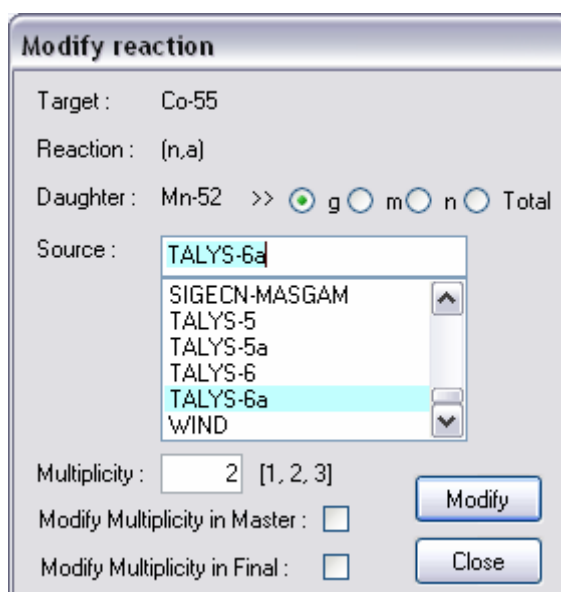 Modify reaction
Target : Co-55
Reaction : (n,a)
Daughter : Mn-52 >> g m n Total
Source : TALYS-6a
SIGECN-MASGAM
TALYS-5
TALYS-5a
TALYS-6
TALYS-6a
WIND
Multiplicity : 2 [1, 2, 3]
Modify
Modify Multiplicity in Master :
Modify Multiplicity in Final :
Close